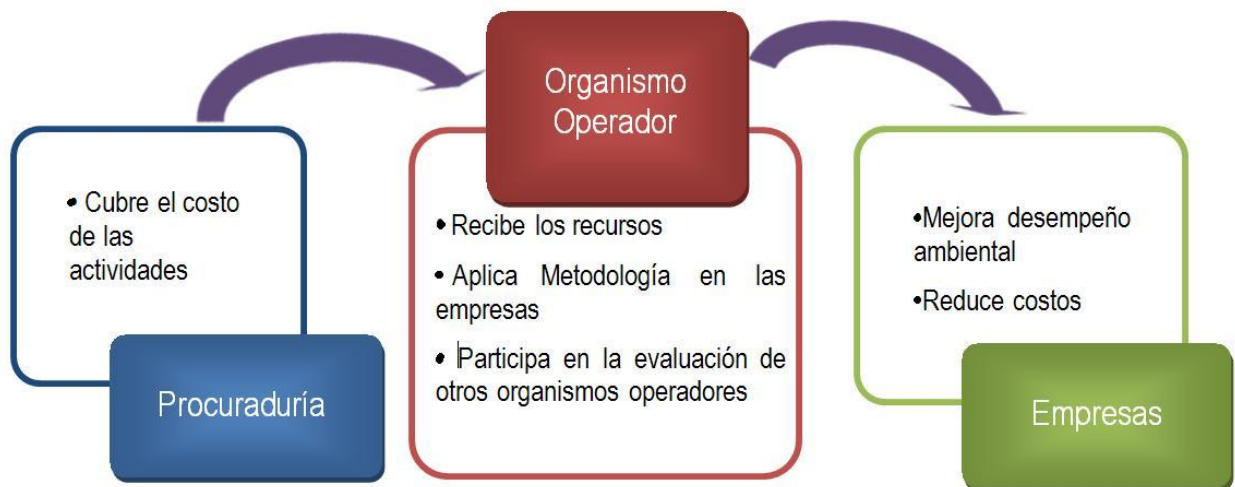 • Cubre el costo
de las
actividades
Procuraduría
Organismo
Operador
• Recibe los recursos
• Aplica Metodología en las
empresas
• Participa en la evaluación de
otros organismos operadores
•Mejora desempeño
ambiental
•Reduce costos
Empresas